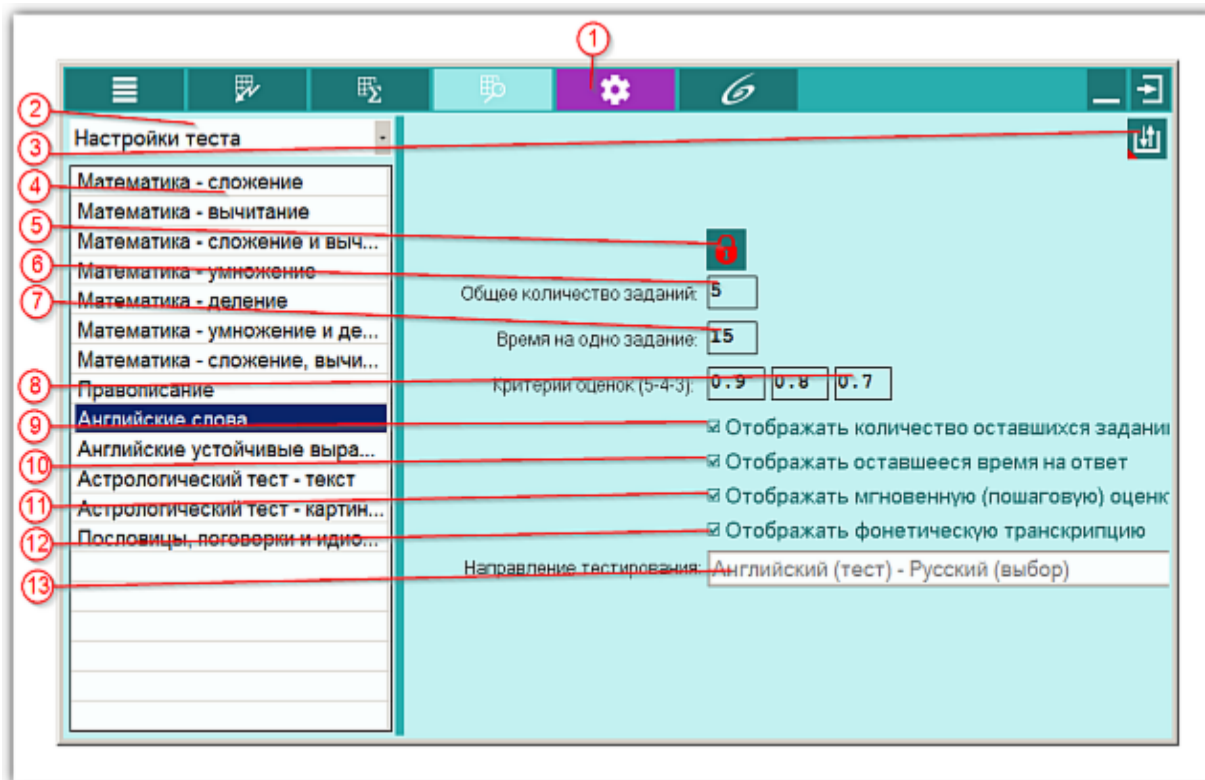 1
2
Настройки теста
3
4
Математика - сложение
Математика - вычитание
5
Математика - сложение и выч...
6
Математика - умножение
Общее количество заданий: 5
7
Математика - деление
Математика - умножение и де...
Время на одно задание: 15
Математика - сложение, вычи...
8
Критерии оценок (5-4-3): 0.9 0.8 0.7
Правописание
9
Английские слова
Отображать количество оставшихся задани
10
Английские устойчивые выра...
Отображать оставшееся время на ответ
Астрологический тест - текст
11
Отображать мгновенную (пошаговую) оценк
Астрологический тест - картин...
12
Отображать фонетическую транскрипцию
Пословицы, поговорки и идио...
13
Направление тестирования: Английский (тест) - Русский (выбор)